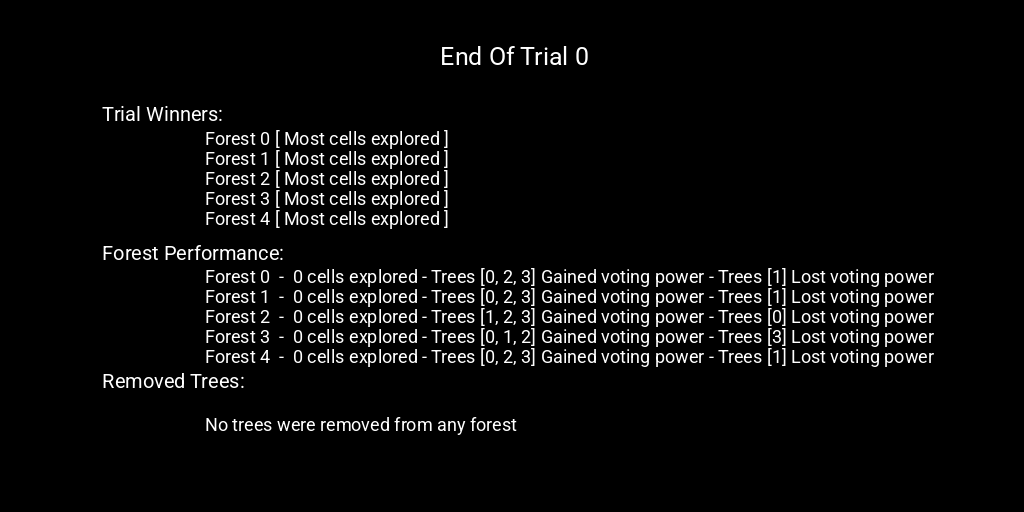 End Of Trial 0
Trial Winners:
Forest 0 [ Most cells explored ]
Forest 1 [ Most cells explored ]
Forest 2 [ Most cells explored ]
Forest 3 [ Most cells explored ]
Forest 4 [ Most cells explored ]
Forest Performance:
Forest 0 - 0 cells explored - Trees [0, 2, 3] Gained voting power - Trees [1] Lost voting power
Forest 1 - 0 cells explored - Trees [0, 2, 3] Gained voting power - Trees [1] Lost voting power
Forest 2 - 0 cells explored - Trees [1, 2, 3] Gained voting power - Trees [0] Lost voting power
Forest 3 - 0 cells explored - Trees [0, 1, 2] Gained voting power - Trees [3] Lost voting power
Forest 4 - 0 cells explored - Trees [0, 2, 3] Gained voting power - Trees [1] Lost voting power
Removed Trees:
No trees were removed from any forest